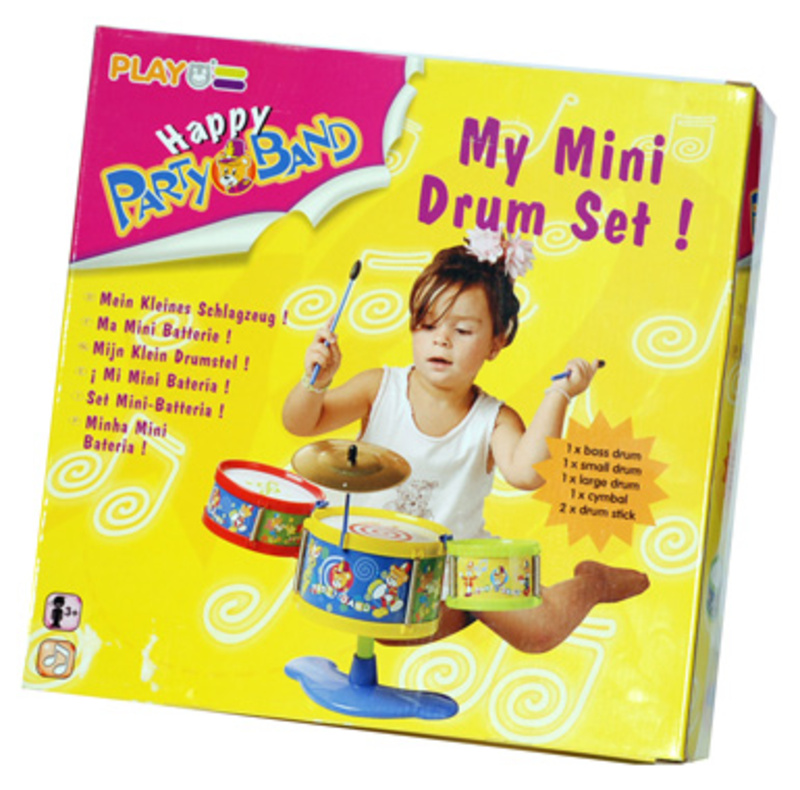 PLAY
Happy
PARTY BAND
My Mini
Drum Set !
Mein Kleines Schlagzeug !
Ma Mini Batterie !
Mijn Klein Drumstel !
¡ Mi Mini Batería !
Set Mini-Batteria !
Minha Mini
Bateria !
1 x bass drum
1 x small drum
1 x large drum
1 x cymbal
2 x drum stick
3+